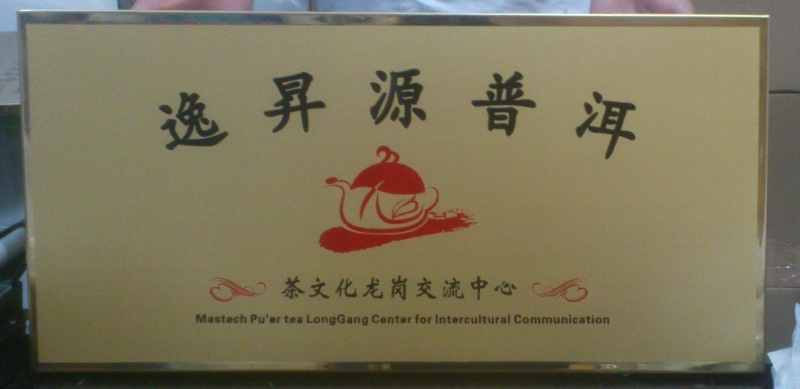 逸昇源普洱
茶文化龙岗交流中心
Mastech Pu'er tea LongGang Center for Intercultural Communication